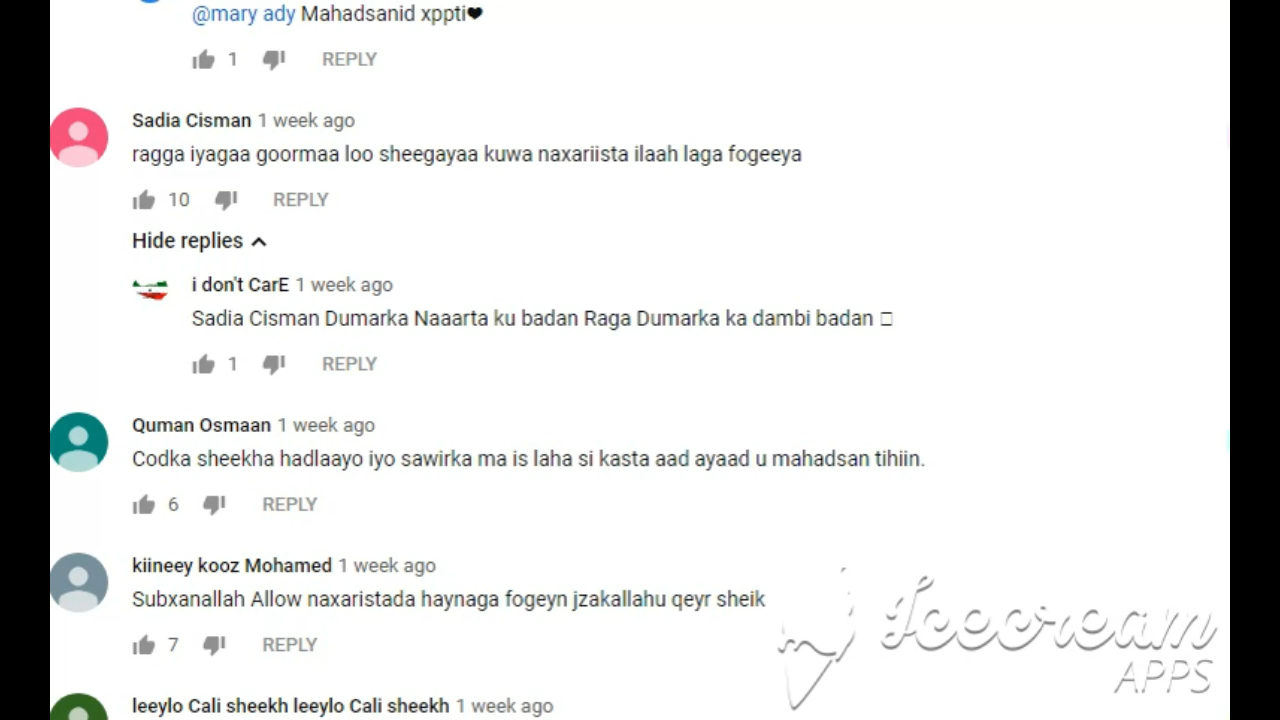 @mary ady Mahadsanid xppti❤
1 REPLY
Sadia Cisman 1 week ago
ragga iyagaa goormaa loo sheegayaa kuwa naxariista ilaah laga fogeeya
10 REPLY
Hide replies
i don't CarE 1 week ago
Sadia Cisman Dumarka Naaarta ku badan Raga Dumarka ka dambi badan □
1 REPLY
Quman Osmaan 1 week ago
Codka sheekha hadlaayo iyo sawirka ma is laha si kasta aad ayaad u mahadsan tihiin.
6 REPLY
kiineey kooz Mohamed 1 week ago
Subxanallah Allow naxaristada haynaga fogeyn jzakallahu qeyr sheik
7 REPLY
Icecream
APPS
leeylo Cali sheekh leeylo Cali sheekh 1 week ago